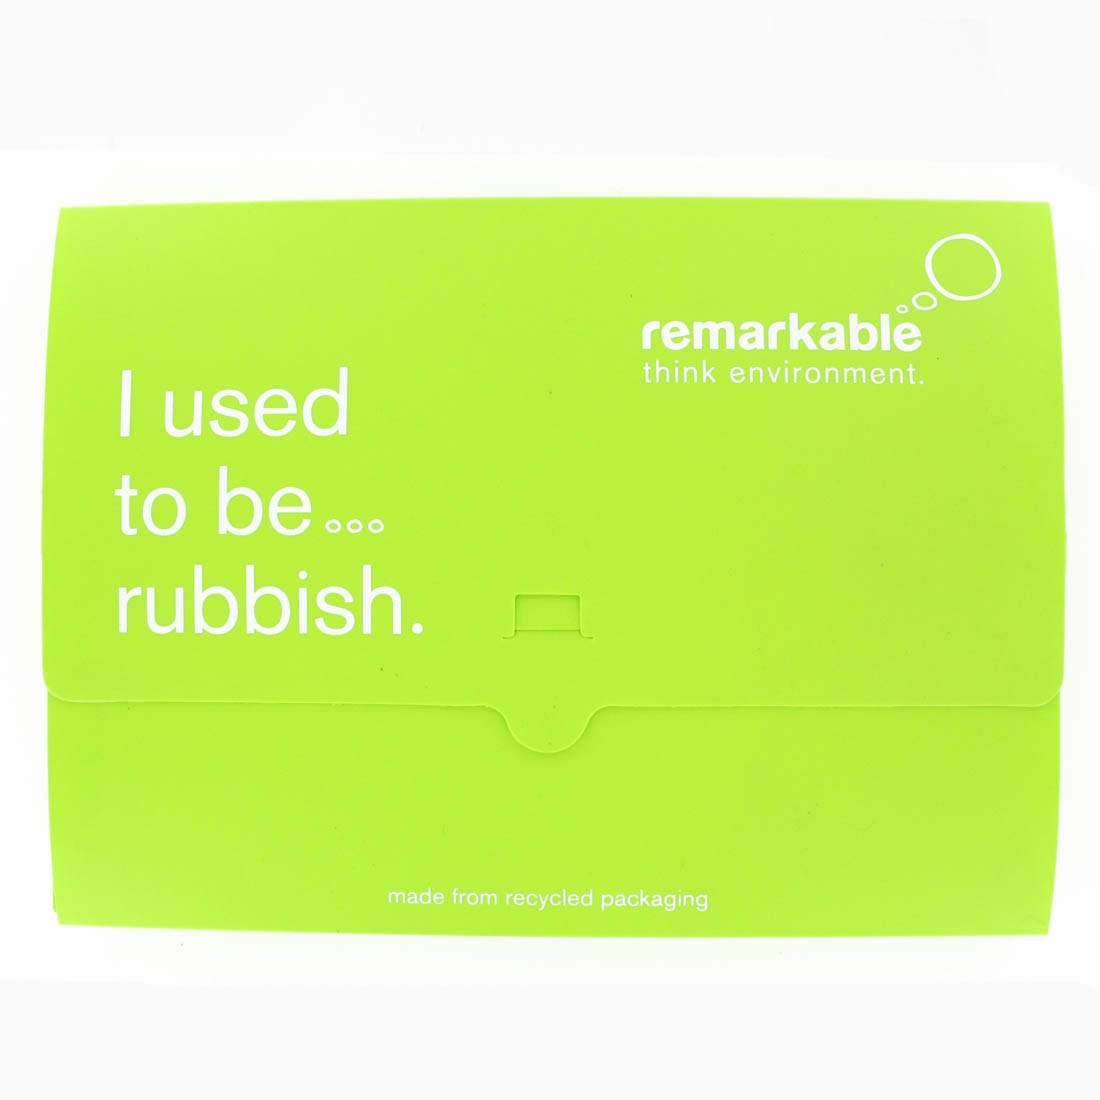 remarkable
think environment.
I used
to be...
rubbish.
made from recycled packaging